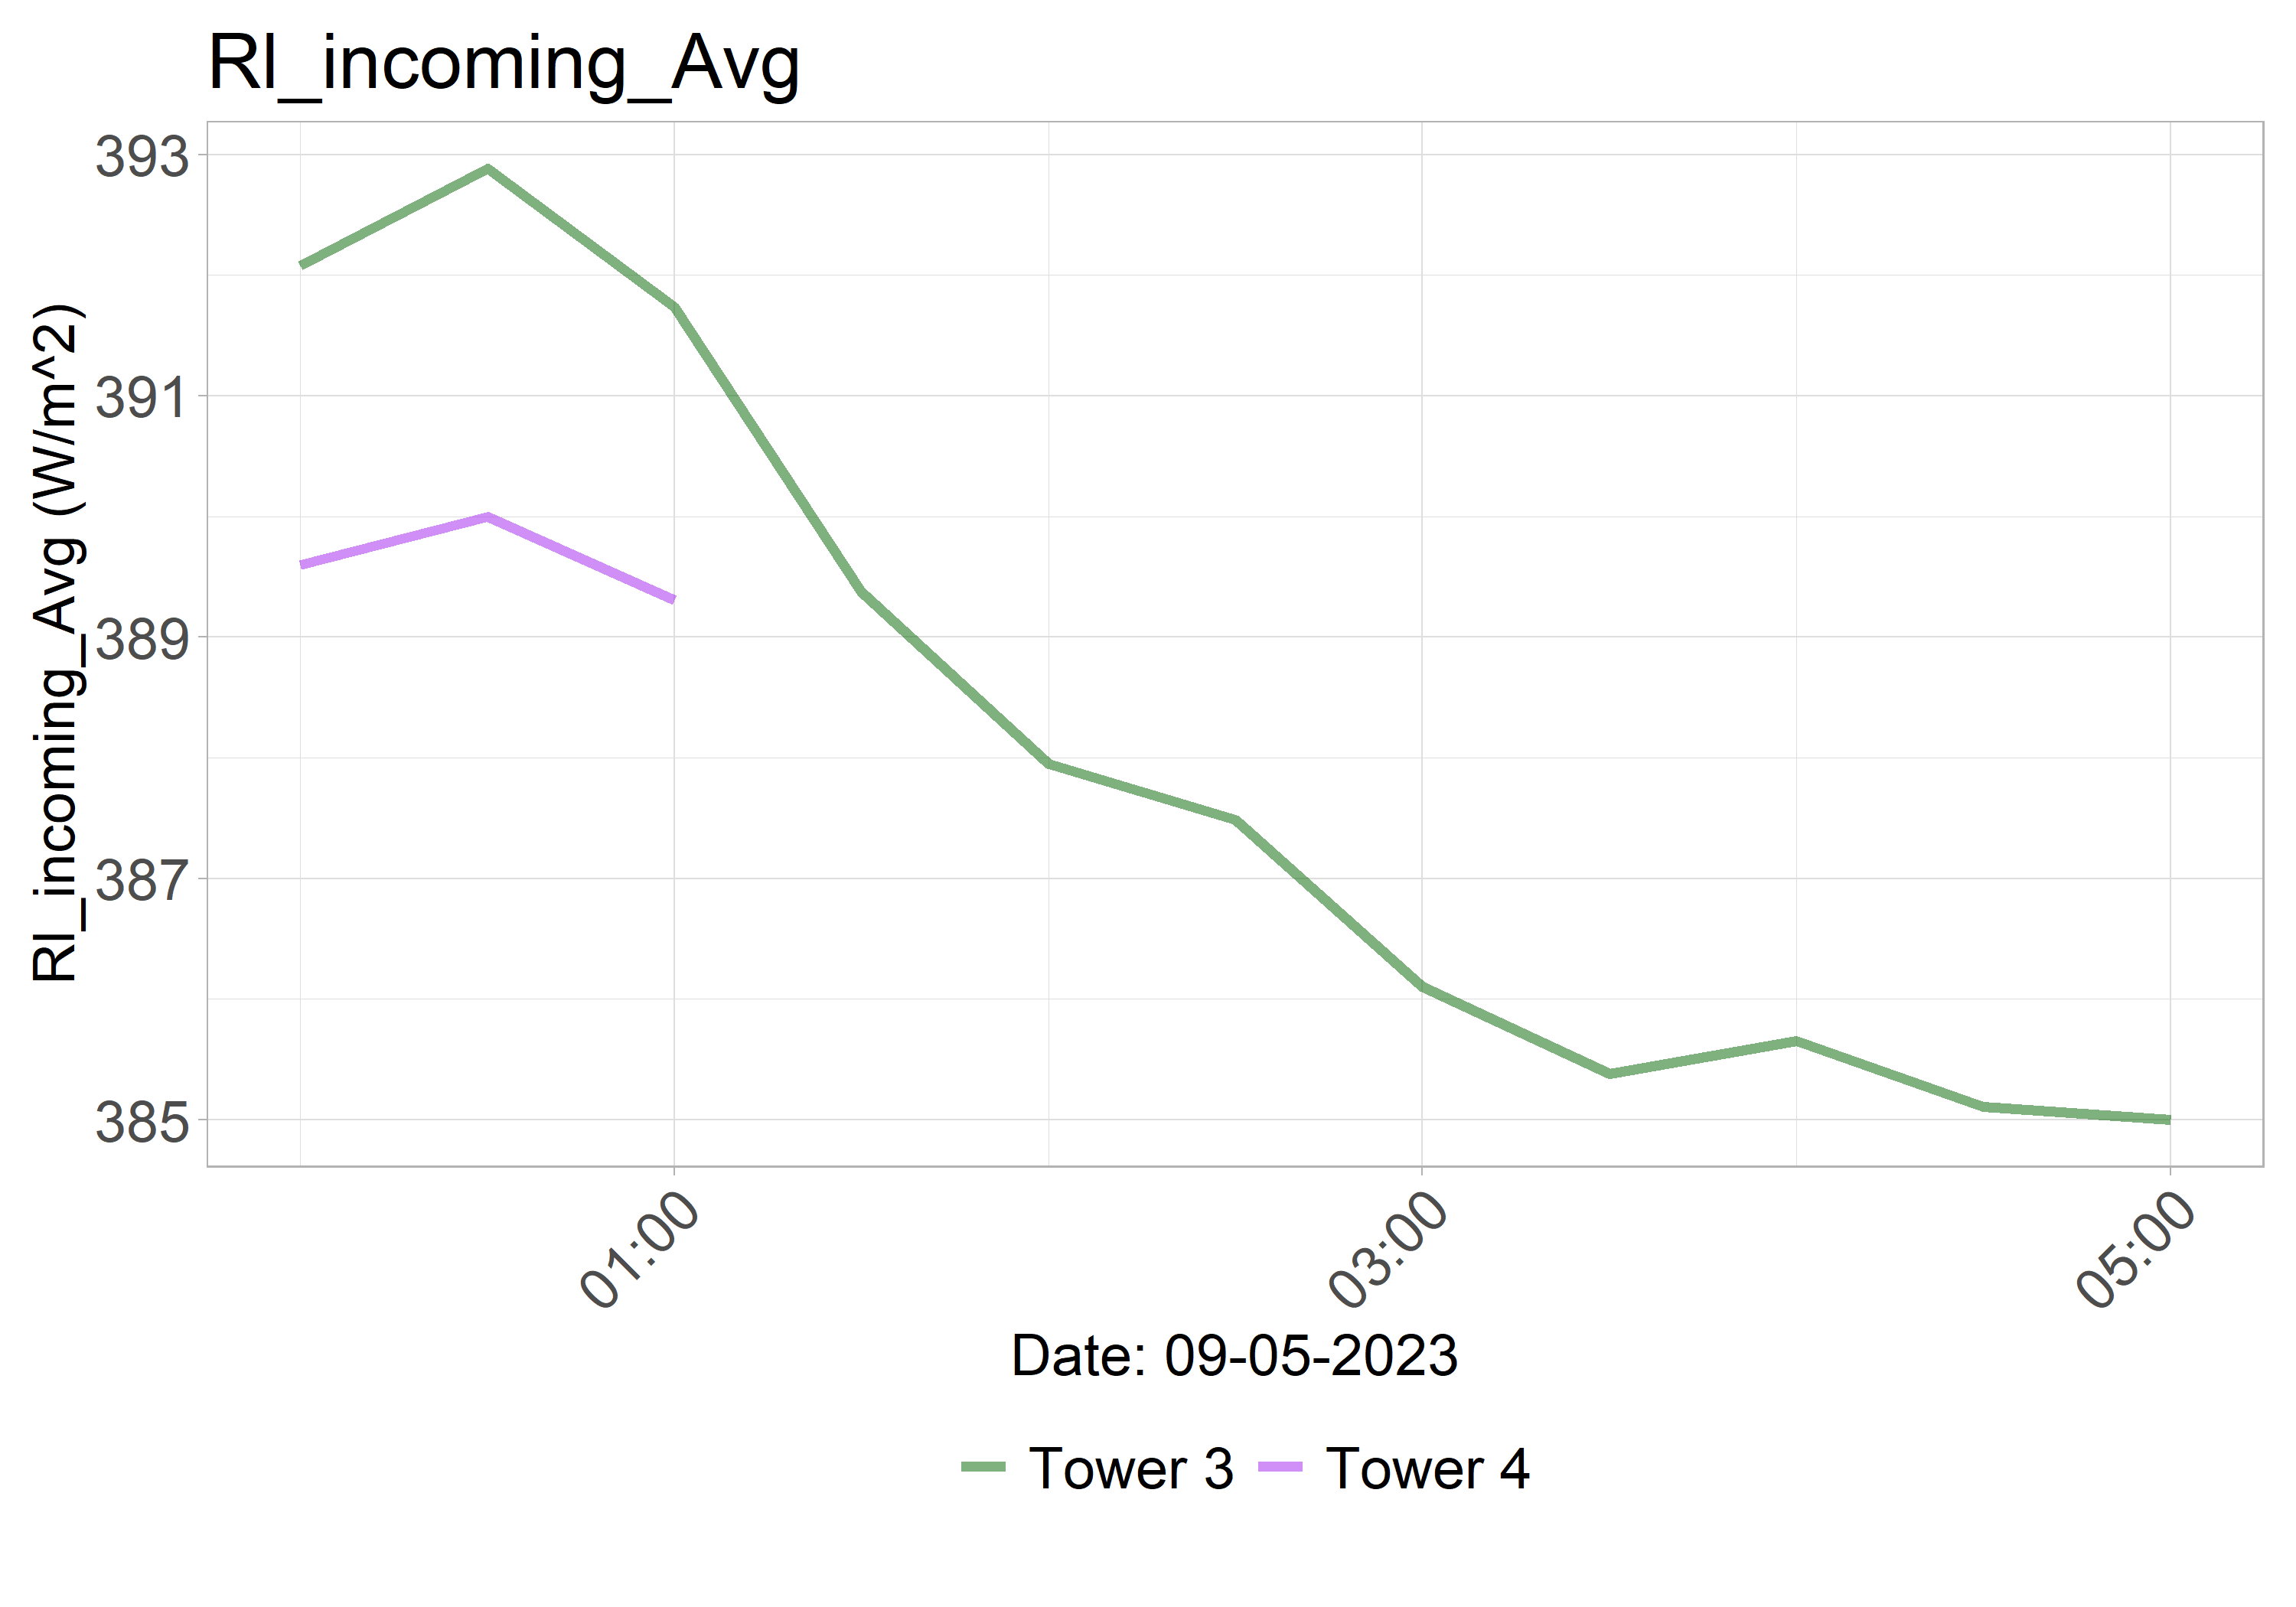 Rl_incoming_Avg
Rl_incoming_Avg (W/m^2)
393
391
389
387
385
01:00
03:00
05:00
Date: 09-05-2023
Tower 3
Tower 4